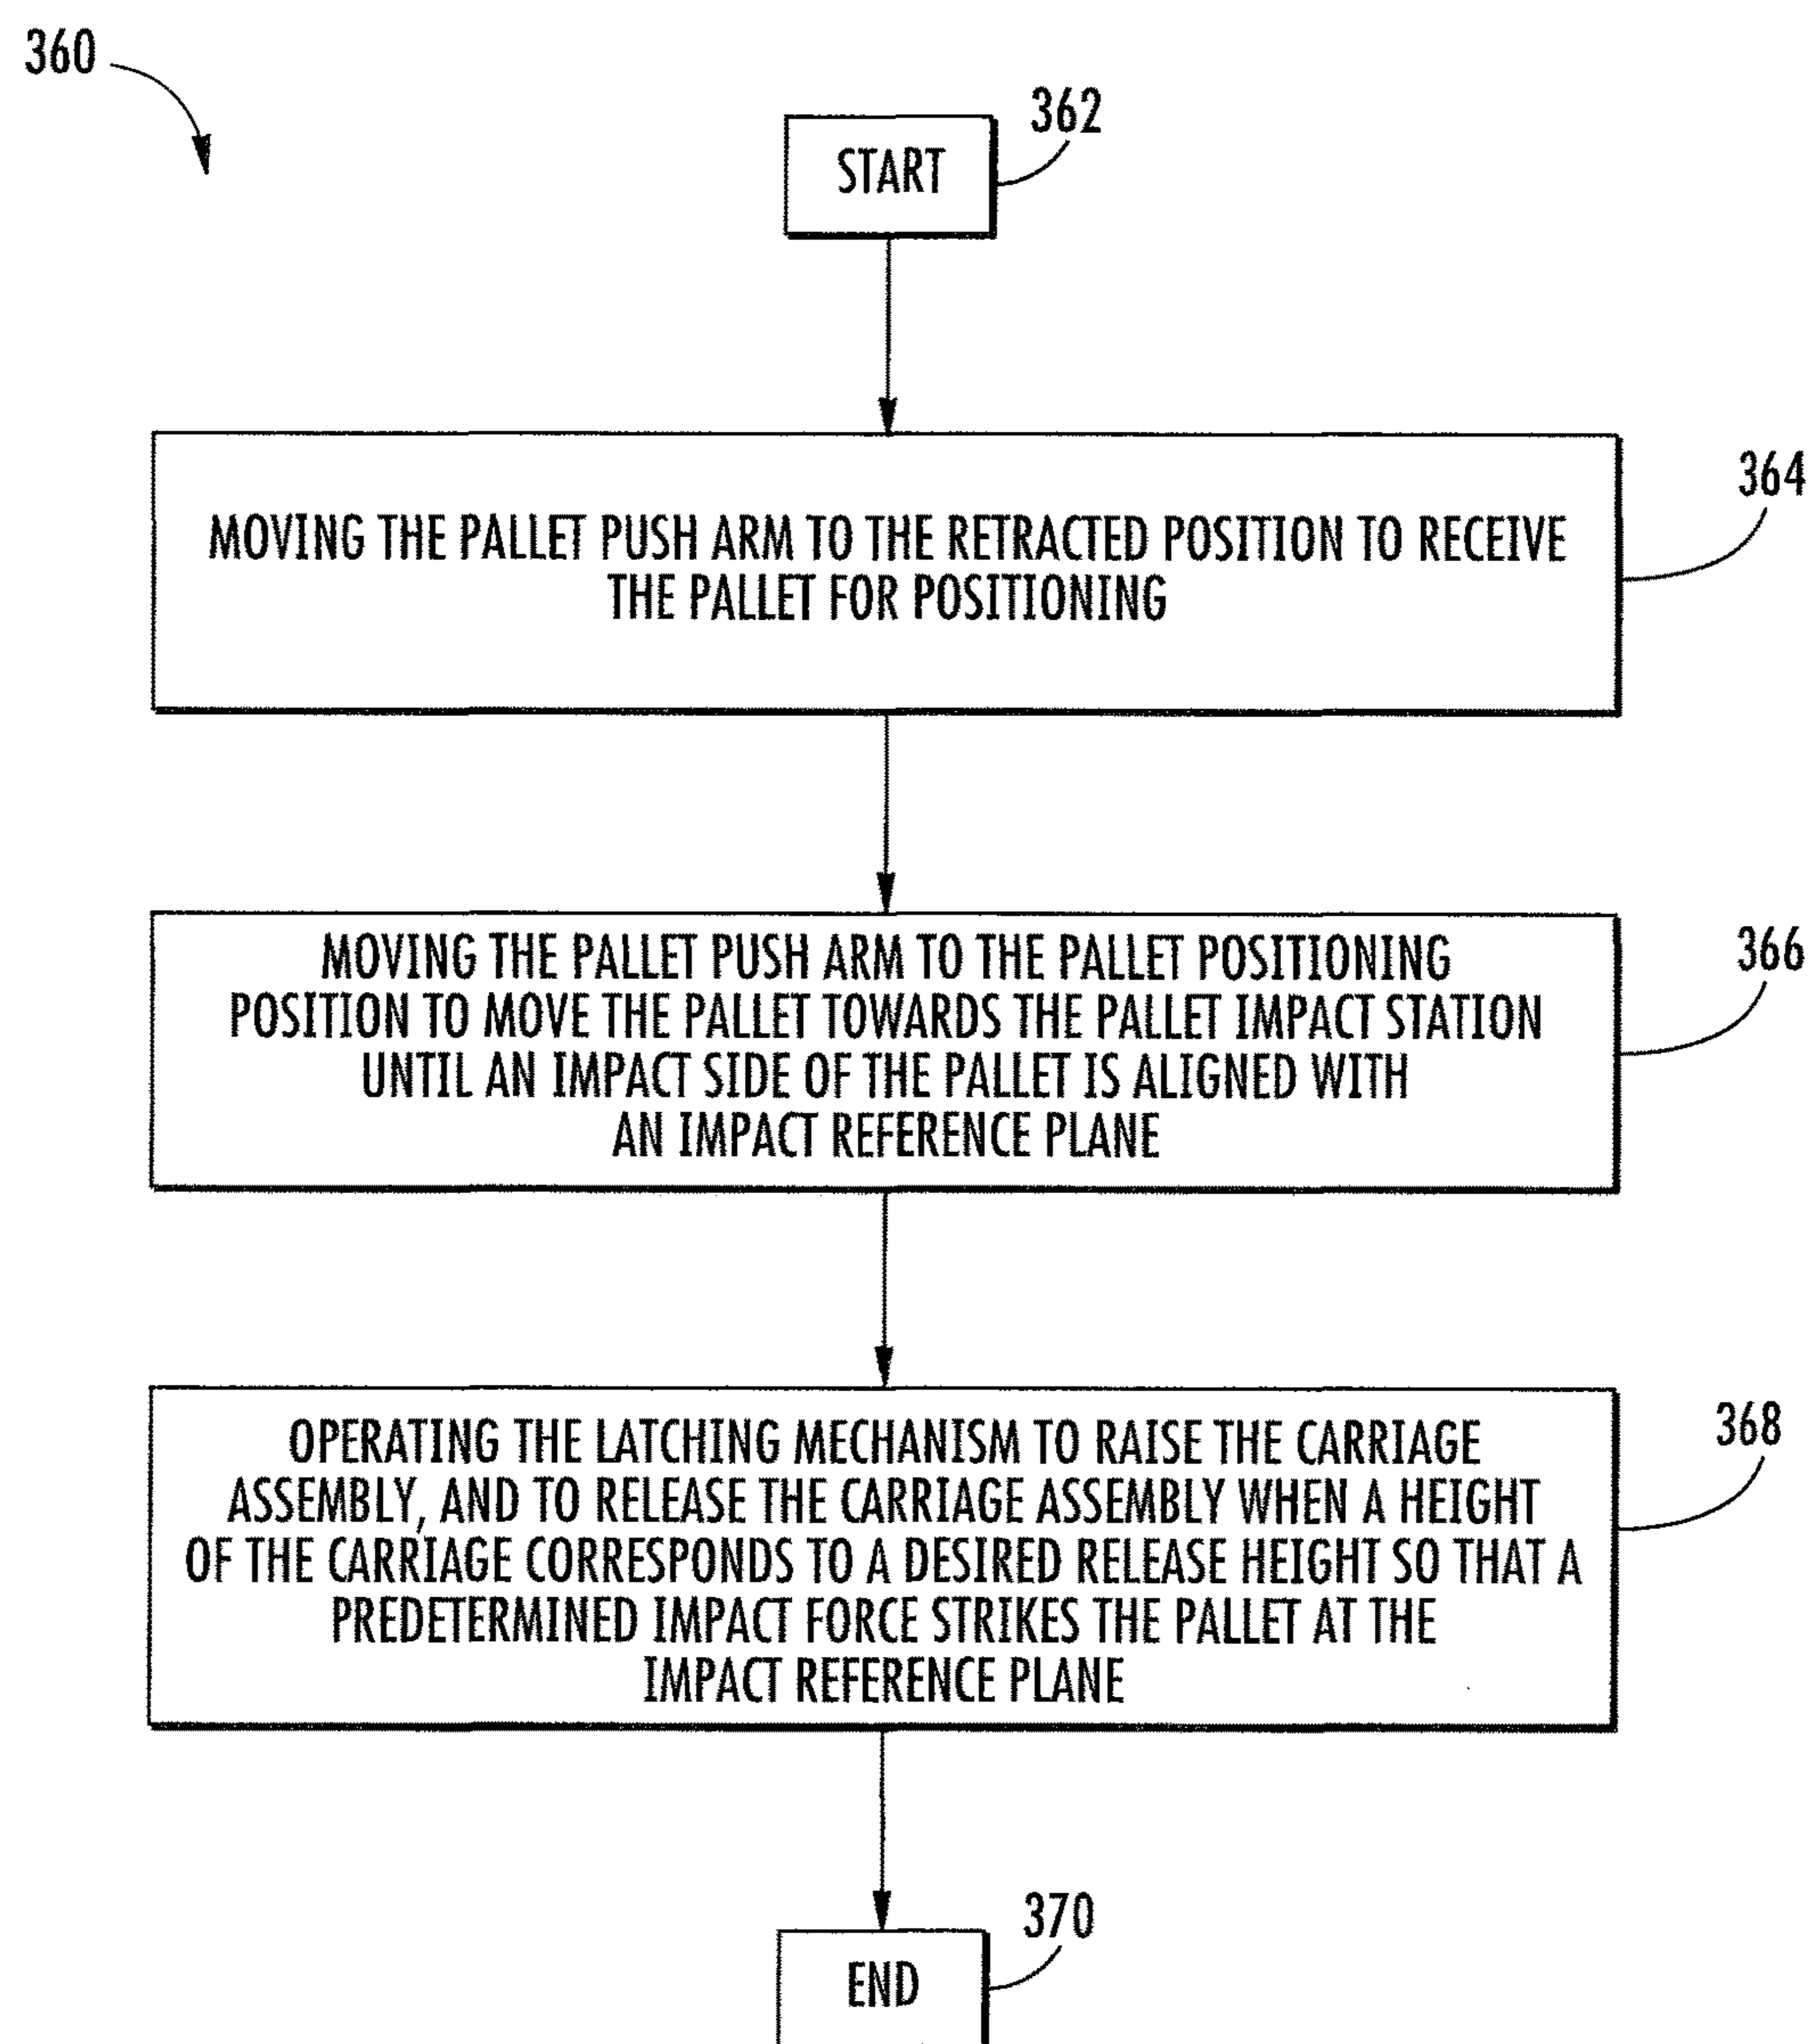 360
362
START
364
MOVING THE PALLET PUSH ARM TO THE RETRACTED POSITION TO RECEIVE
THE PALLET FOR POSITIONING
366
MOVING THE PALLET PUSH ARM TO THE PALLET POSITIONING
POSITION TO MOVE THE PALLET TOWARDS THE PALLET IMPACT STATION
UNTIL AN IMPACT SIDE OF THE PALLET IS ALIGNED WITH
AN IMPACT REFERENCE PLANE
368
OPERATING THE LATCHING MECHANISM TO RAISE THE CARRIAGE
ASSEMBLY, AND TO RELEASE THE CARRIAGE ASSEMBLY WHEN A HEIGHT
OF THE CARRIAGE CORRESPONDS TO A DESIRED RELEASE HEIGHT SO THAT A
PREDETERMINED IMPACT FORCE STRIKES THE PALLET AT THE
IMPACT REFERENCE PLANE
370
END